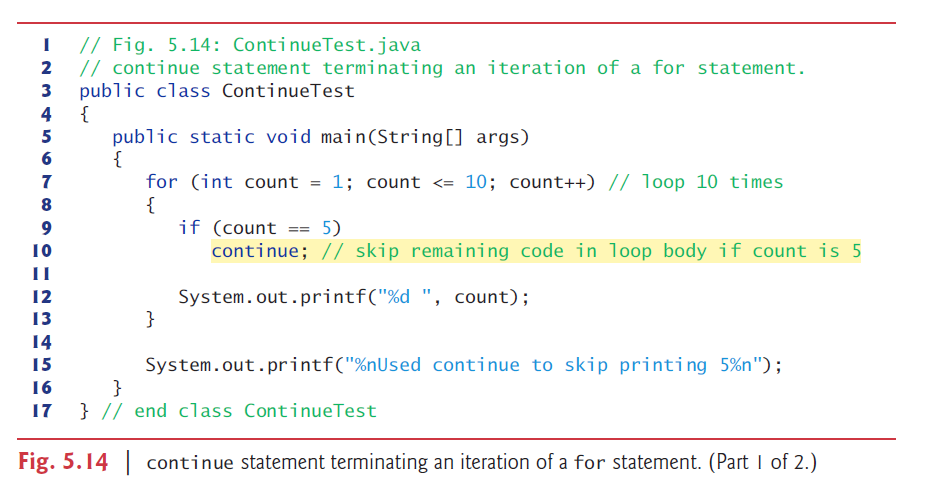 1 // Fig. 5.14: ContinueTest.java
2 // continue statement terminating an iteration of a for statement.
3 public class ContinueTest
4 {
5 public static void main(String[] args)
6 {
7 for (int count = 1; count <= 10; count++) // loop 10 times
8 {
9 if (count == 5)
10 continue; // skip remaining code in loop body if count is 5
11
12 System.out.printf("%d ", count);
13 }
14
15 System.out.printf("%nUsed continue to skip printing 5%n");
16 }
17 } // end class ContinueTest
Fig. 5.14 | continue statement terminating an iteration of a for statement. (Part 1 of 2.)